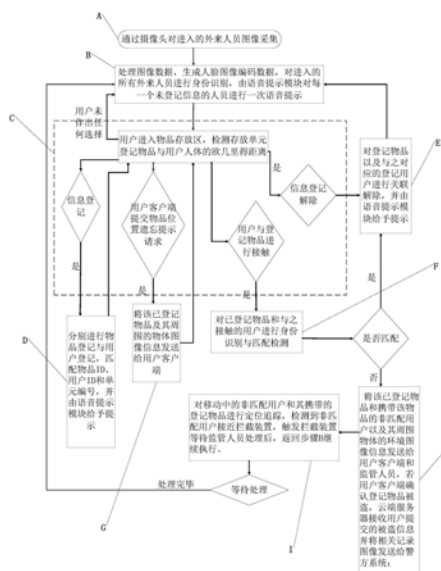 A
通过摄像头对进入的外来人员图像采集
B
处理图像数据，生成人脸图像编码数据，对进入的
所有外来人员进行身份识别，由语音提示模块对每
一个未登记信息的人员进行一次语音提示
用户未
作出任
何选择
C
用户进入物品存放区，检测存放单元
登记物品与用户人体的欧几里得距离
是
信息登
记
用户客户端
提交物品位
置遗忘提示
请求
用户与登
记物品进
行接触
信息登记
解除
是
对登记物品
以及与之对
应的登记用
户进行关联
解除，并由
语音提示模
块给予提示
E
是
是
是
是
F
D
分别进行物
品登记与用
户登记，匹
配物品ID、
用户ID和单
元编号，并
由语音提示模
块给予提示
将该已登记物
品及其周围
的物体图
像信息发送给
用户客户端
G
对已登记物品和与之
接触的用户进行身份
识别与匹配检测
是否匹配
否
对移动中的非匹配用户和其携带的
登记物品进行定位追踪，检测到非匹
配用户接近拦截装置，触发拦截装置
等待监管人员处理后，返回步骤B继
续执行。
I
将该已登记物
品和携带该物
品的非匹配用
户以及其周围
物体的环境图
像信息发送给
用户客户端和
监管人员，若
用户客户端确
认登记物品被
盗，云端服务
器接收用户提
交的被盗信息
并将相关记录
图像发送给警
方系统；
处理完毕
等待处理